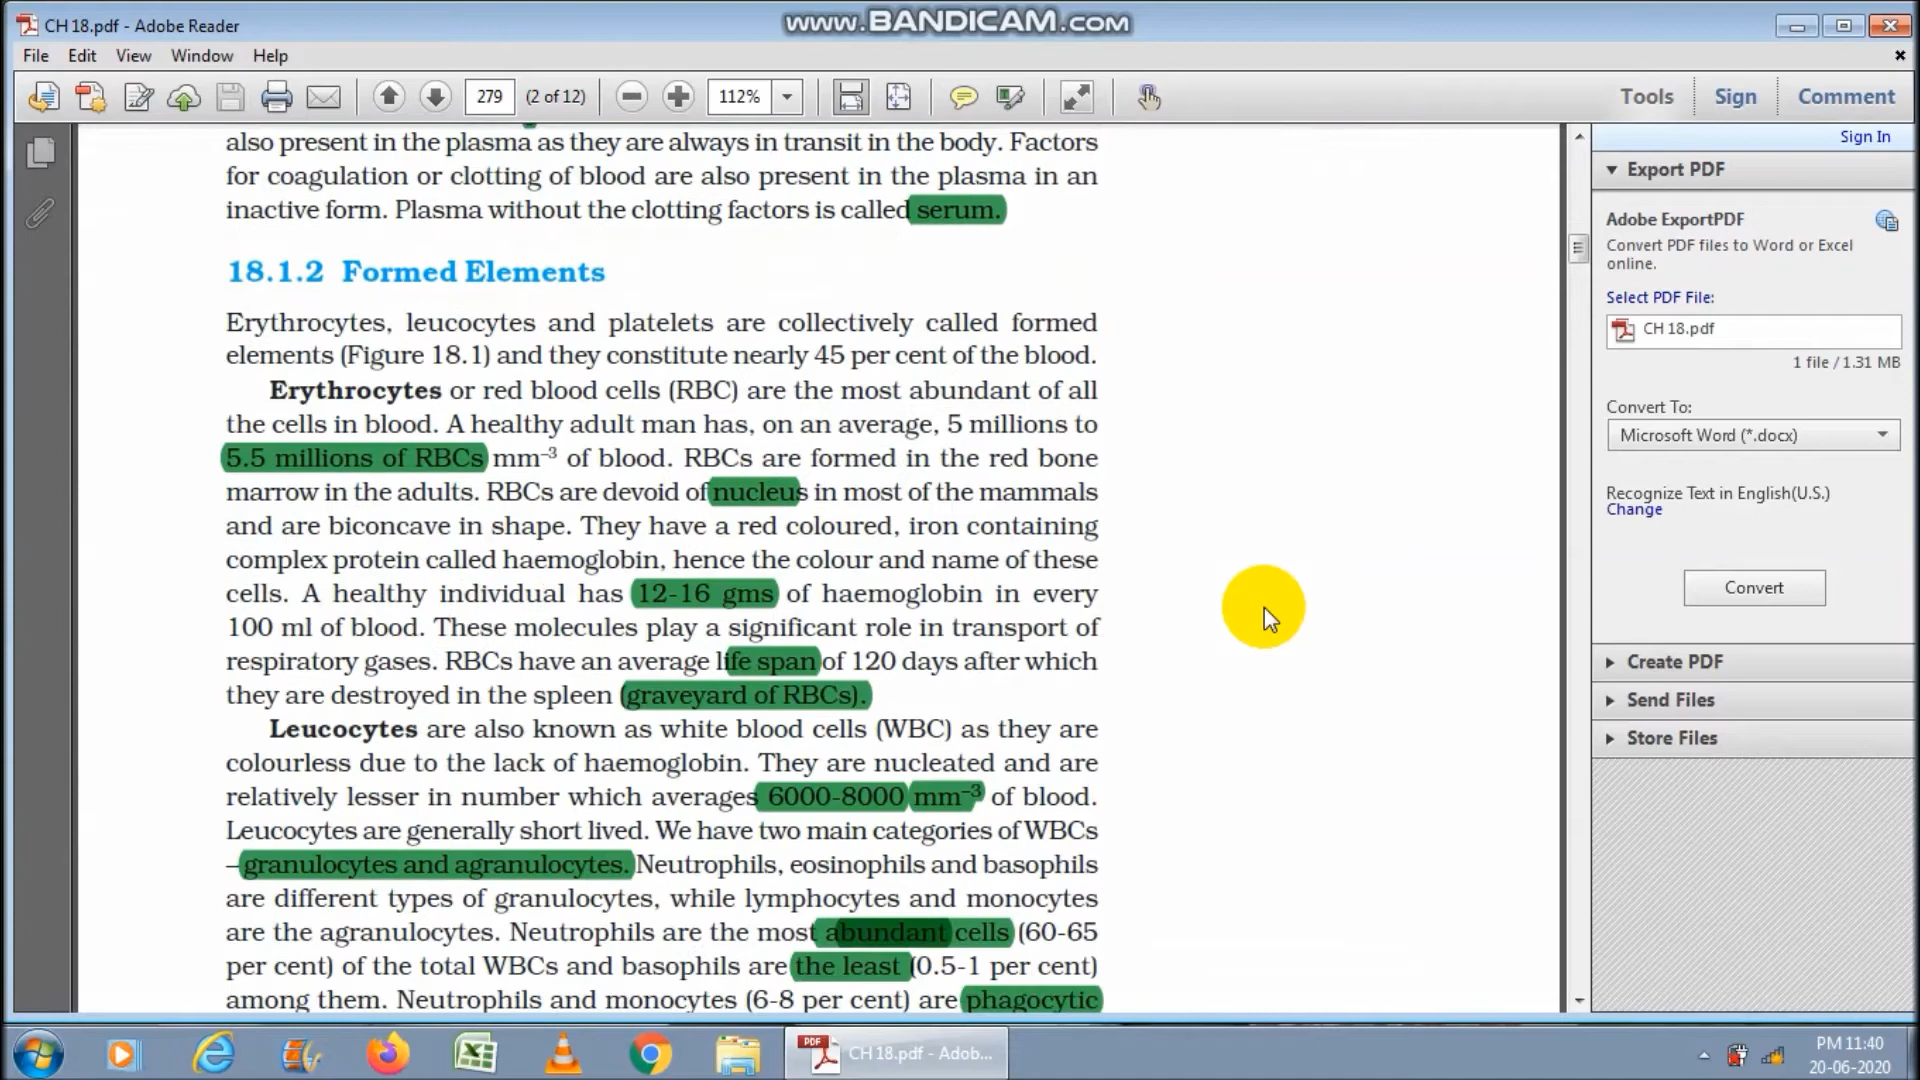 www.BANDICAM.com
CH 18.pdf - Adobe Reader
File Edit View Window Help
279 (2 of 12) 112% Tools Sign Comment
Sign In
also present in the plasma as they are always in transit in the body. Factors
for coagulation or clotting of blood are also present in the plasma in an
inactive form. Plasma without the clotting factors is called serum.
18.1.2 Formed Elements
Erythrocytes, leucocytes and platelets are collectively called formed
elements (Figure 18.1) and they constitute nearly 45 per cent of the blood.
Erythrocytes or red blood cells (RBC) are the most abundant of all
the cells in blood. A healthy adult man has, on an average, 5 millions to
5.5 millions of RBCs mm⁻³ of blood. RBCs are formed in the red bone
marrow in the adults. RBCs are devoid of nucleus in most of the mammals
and are biconcave in shape. They have a red coloured, iron containing
complex protein called haemoglobin, hence the colour and name of these
cells. A healthy individual has 12-16 gms of haemoglobin in every
100 ml of blood. These molecules play a significant role in transport of
respiratory gases. RBCs have an average life span of 120 days after which
they are destroyed in the spleen (graveyard of RBCs).
Leucocytes are also known as white blood cells (WBC) as they are
colourless due to the lack of haemoglobin. They are nucleated and are
relatively lesser in number which averages 6000-8000 mm⁻³ of blood.
Leucocytes are generally short lived. We have two main categories of WBCs
–granulocytes and agranulocytes. Neutrophils, eosinophils and basophils
are different types of granulocytes, while lymphocytes and monocytes
are the agranulocytes. Neutrophils are the most abundant cells (60-65
per cent) of the total WBCs and basophils are the least (0.5-1 per cent)
among them. Neutrophils and monocytes (6-8 per cent) are phagocytic
Export PDF
Adobe ExportPDF
Convert PDF files to Word or Excel
online.
Select PDF File:
CH 18.pdf
1 file / 1.31 MB
Convert To:
Microsoft Word (*.docx)
Recognize Text in English(U.S.)
Change
Convert
Create PDF
Send Files
Store Files
PDF
CH 18.pdf - Adob...
PM 11:40
20-06-2020